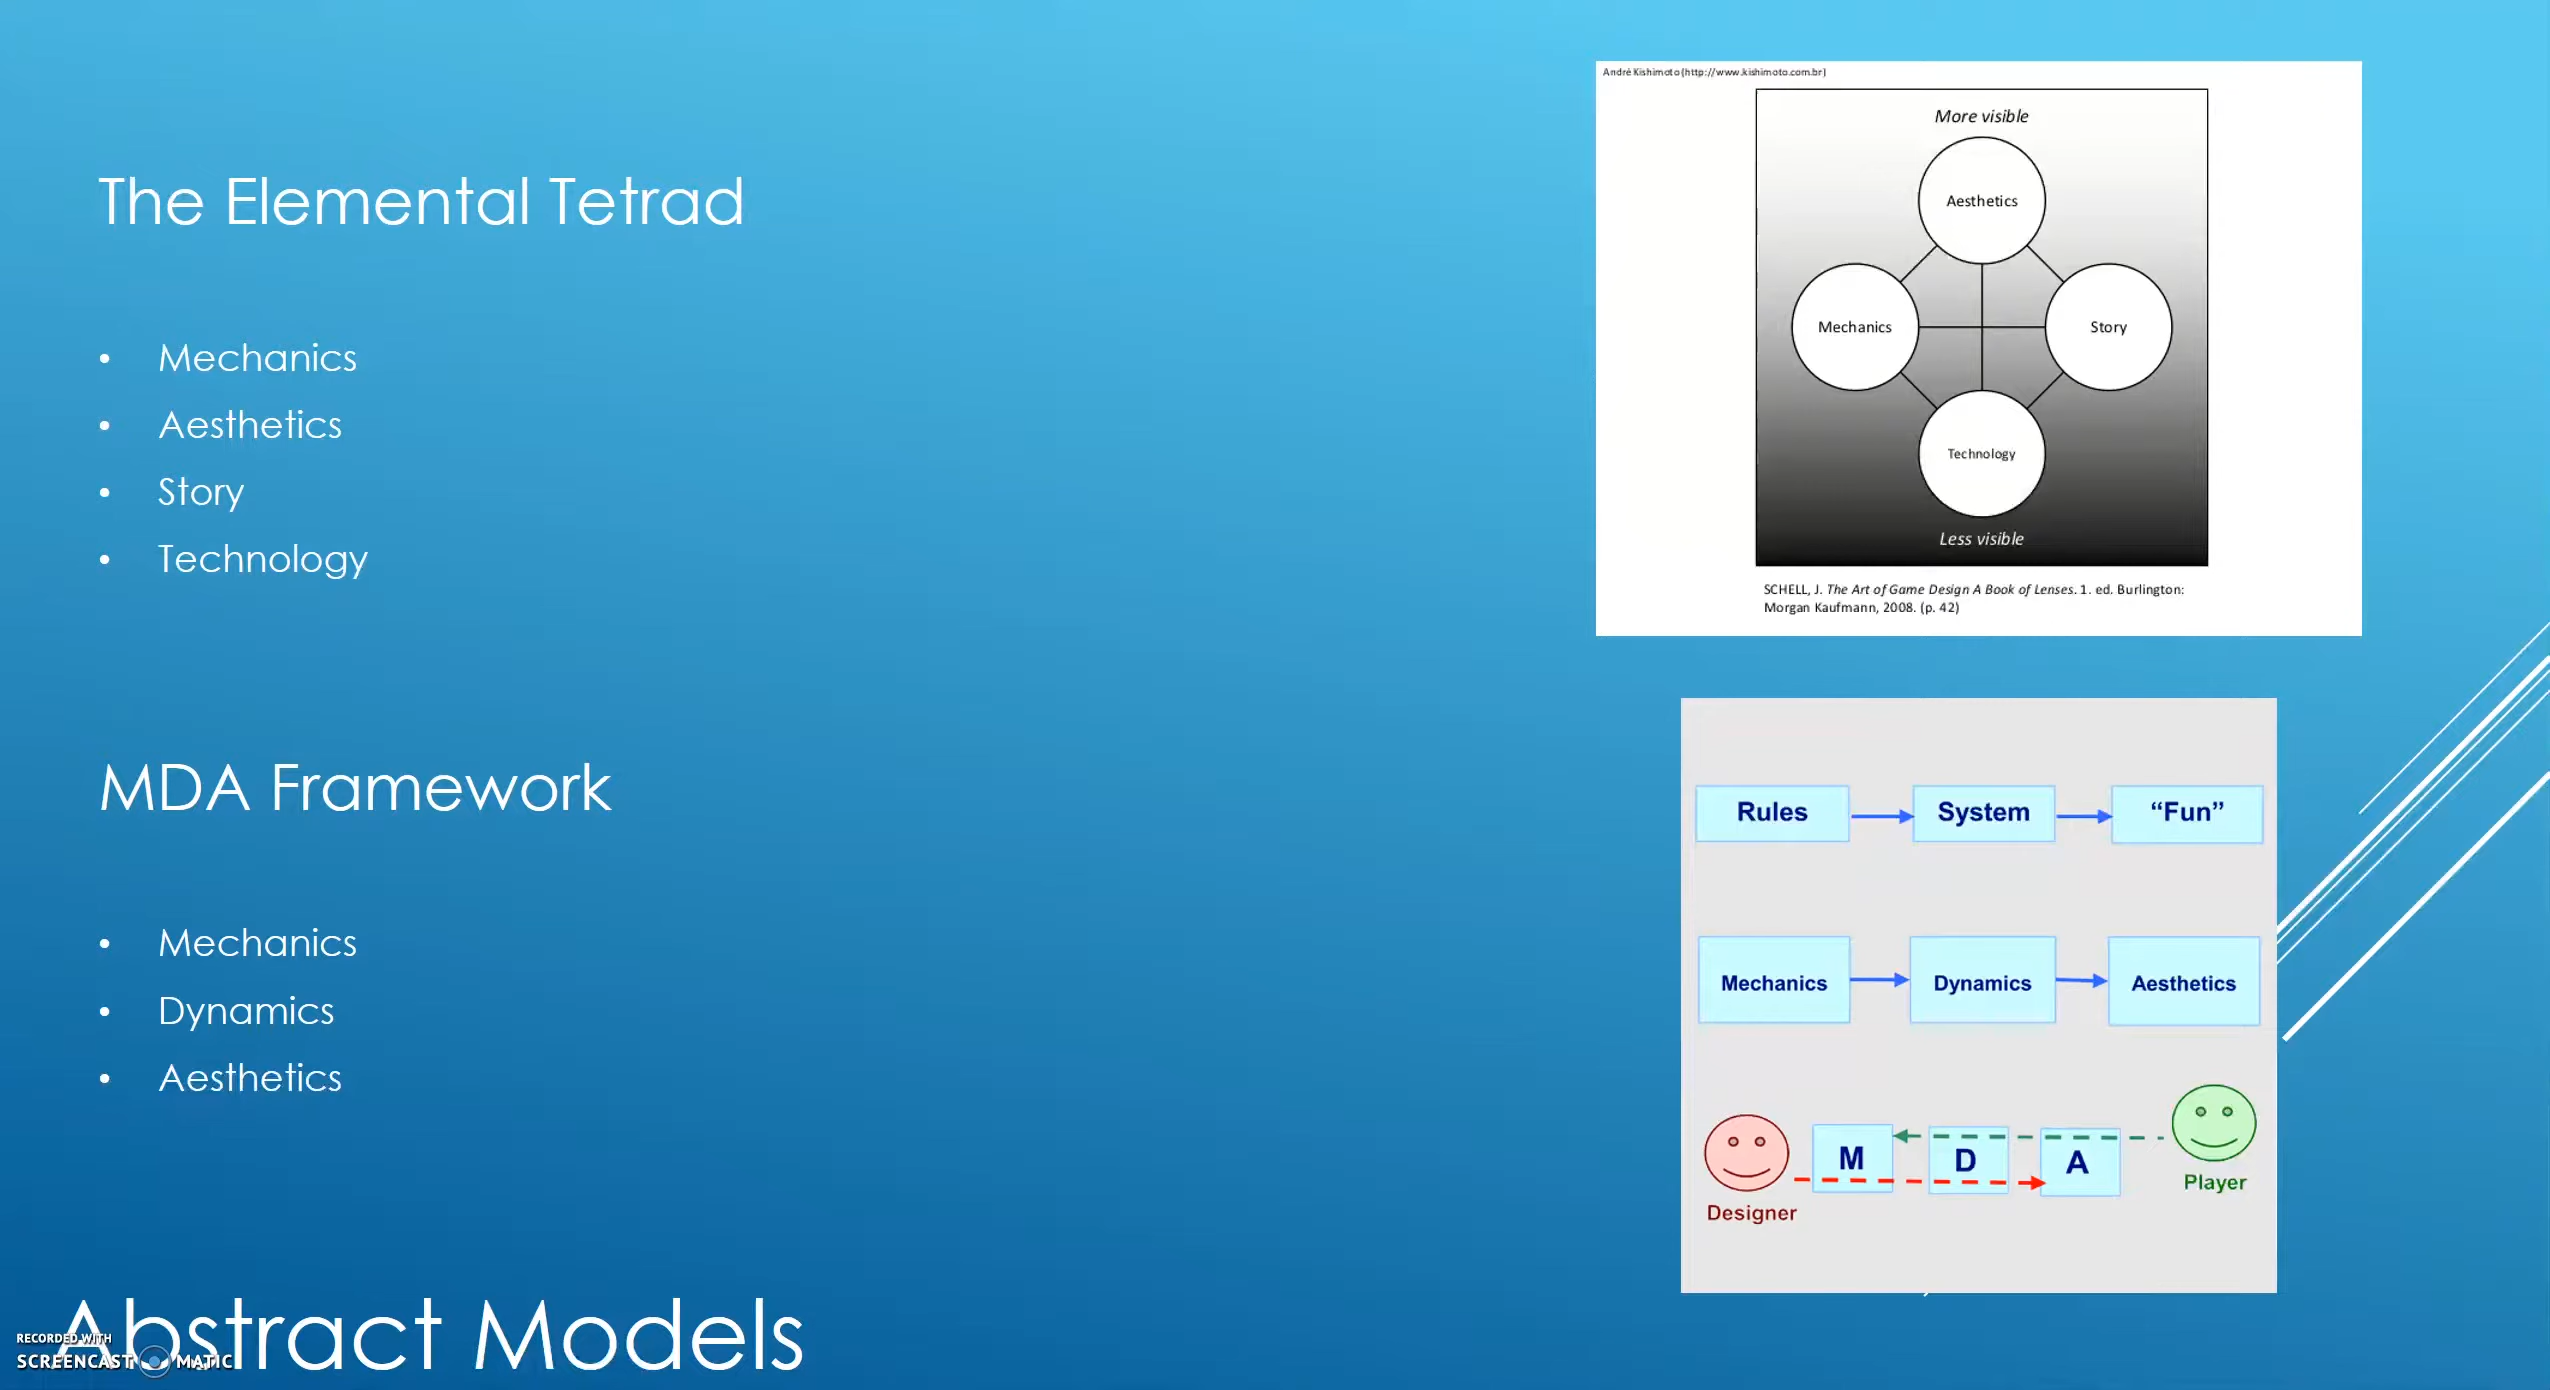 The Elemental Tetrad
• Mechanics
• Aesthetics
• Story
• Technology
MDA Framework
• Mechanics
• Dynamics
• Aesthetics
Abstract Models
RECORDED WITH
SCREENCAST MATIC
André Kishimoto (http://www.kishimoto.com.br)
More visible
Aesthetics
Mechanics
Story
Technology
Less visible
SCHELL, J. The Art of Game Design A Book of Lenses. 1. ed. Burlington:
Morgan Kaufmann, 2008. (p. 42)
Rules
System
“Fun”
Mechanics
Dynamics
Aesthetics
M
D
A
Designer
Player